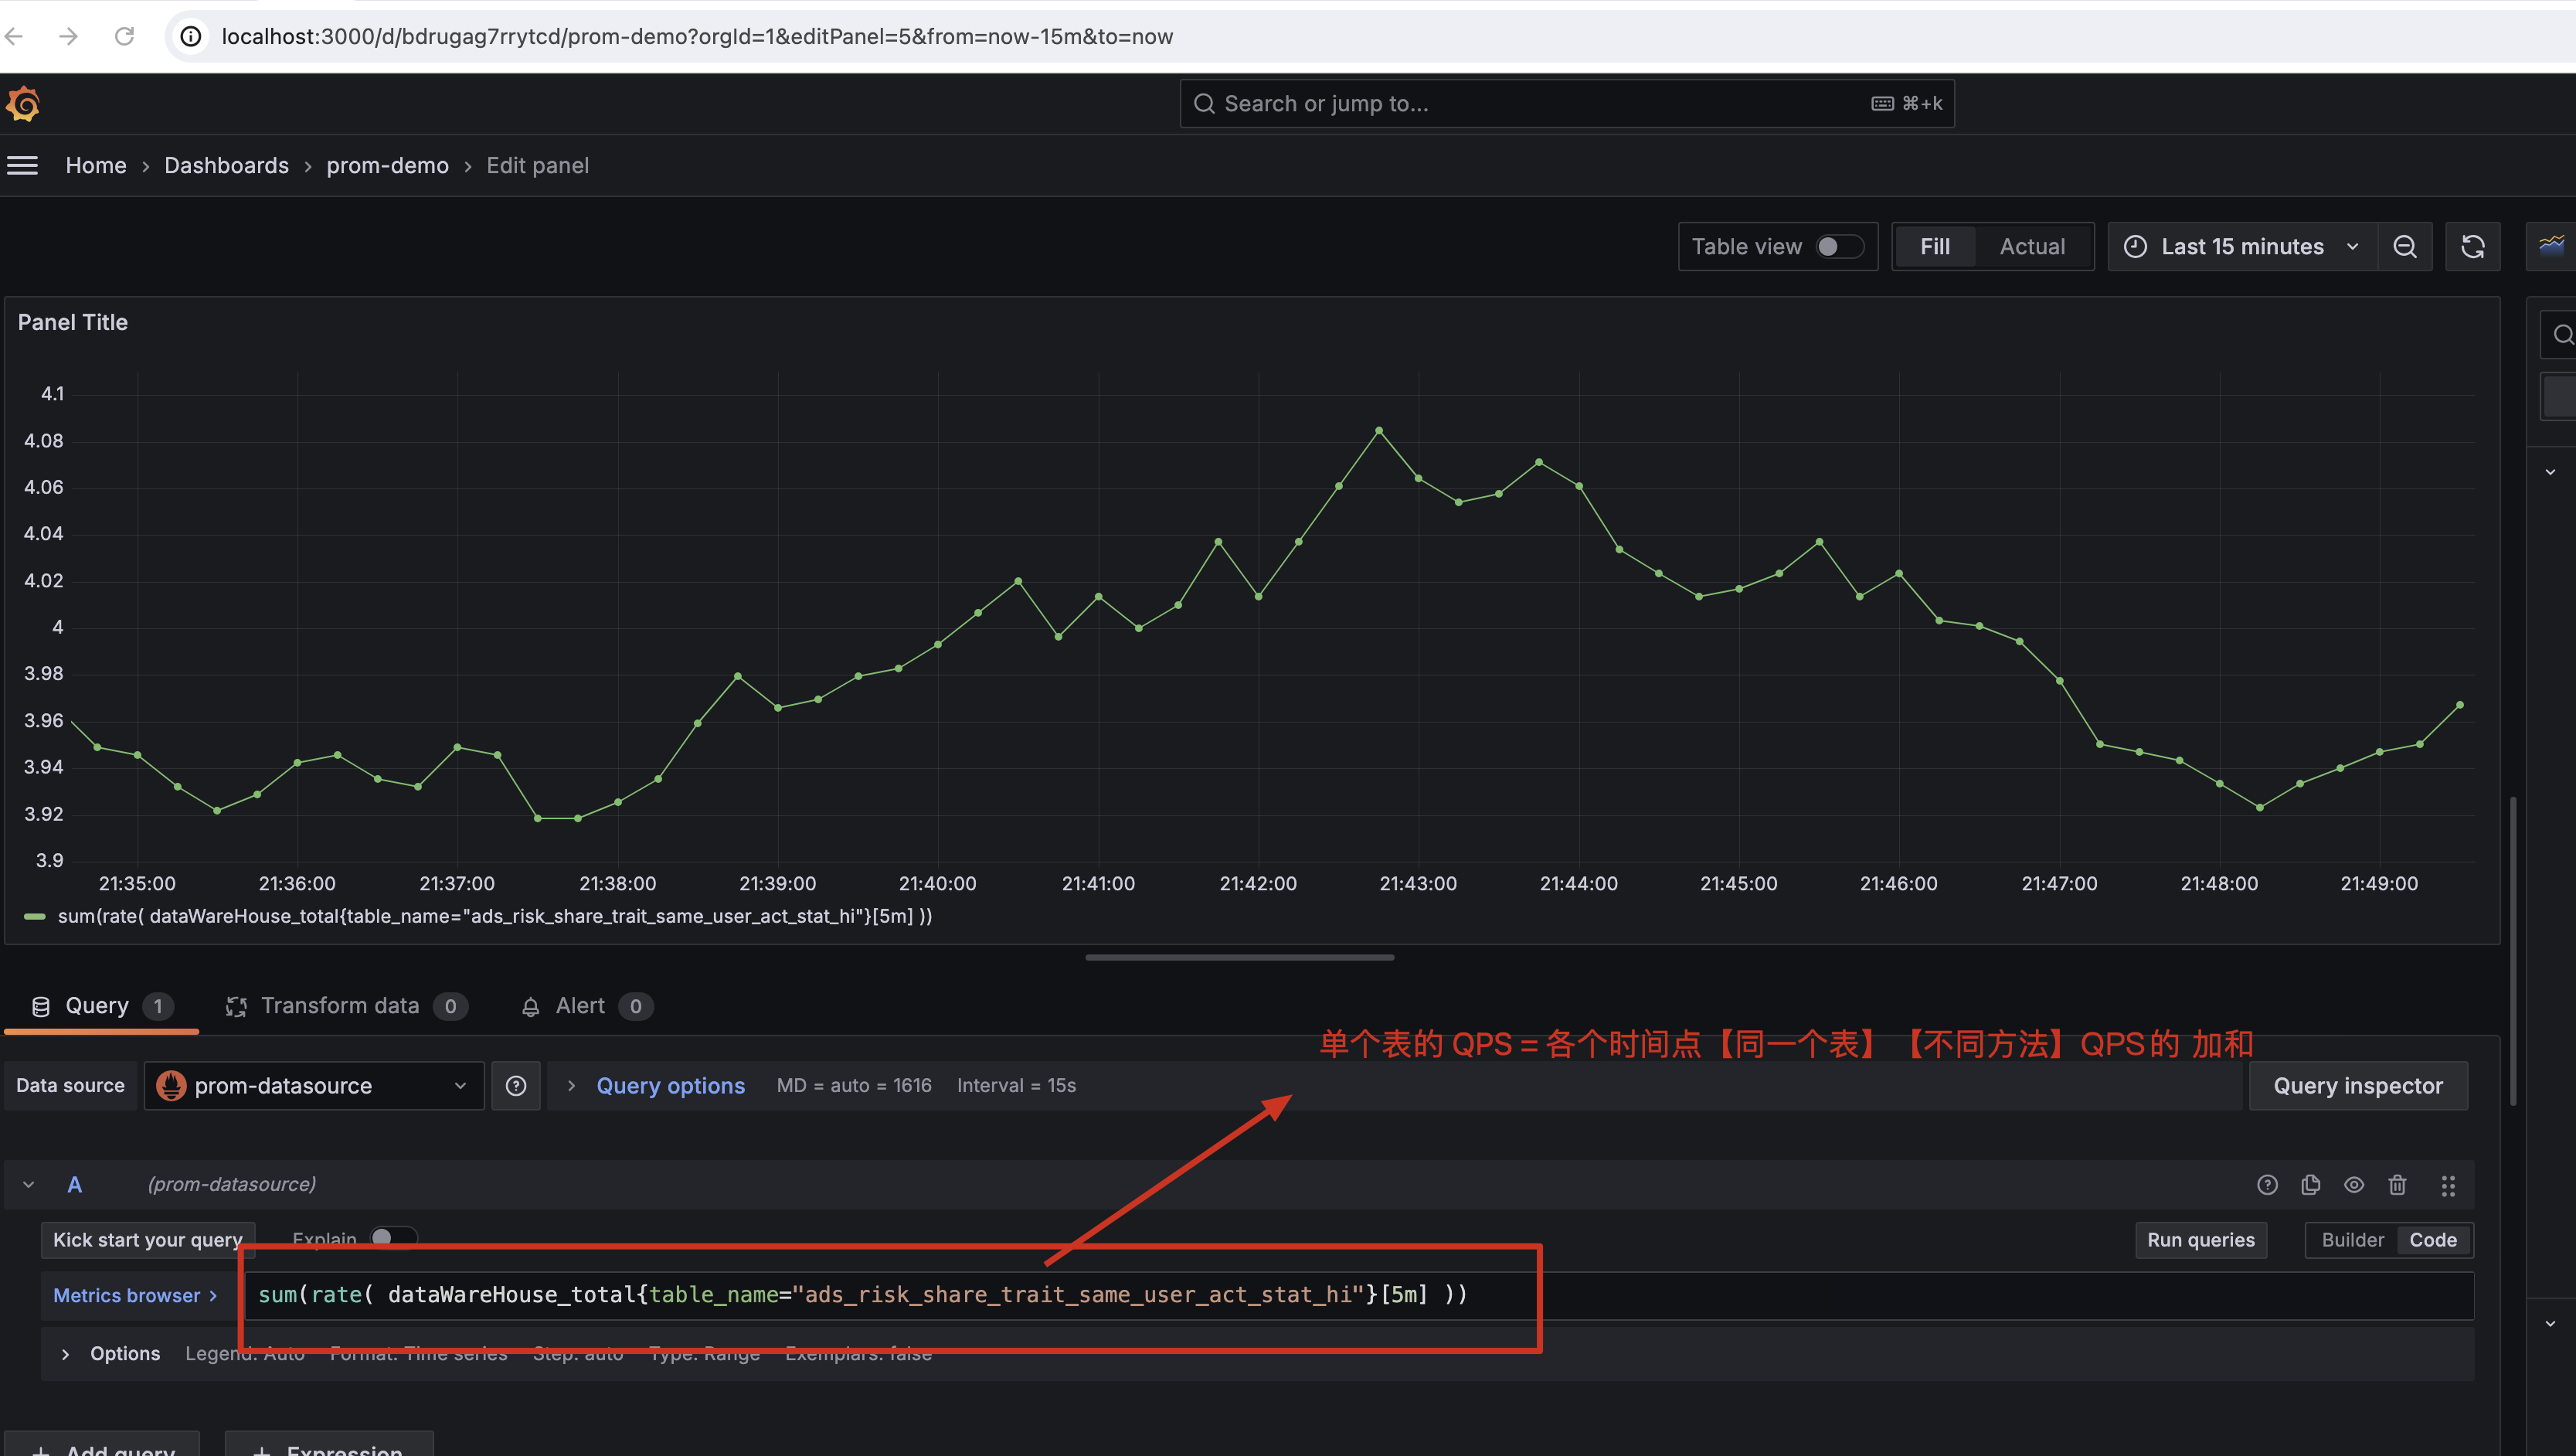 localhost:3000/d/bdrugag7rrytcd/prom-demo?orgId=1&editPanel=5&from=now-15m&to=now
Search or jump to...
⌘+k
Home › Dashboards › prom-demo › Edit panel
Table view
Fill
Actual
Last 15 minutes
Panel Title
4.1
4.08
4.06
4.04
4.02
4
3.98
3.96
3.94
3.92
3.9
21:35:00 21:36:00 21:37:00 21:38:00 21:39:00 21:40:00 21:41:00 21:42:00 21:43:00 21:44:00 21:45:00 21:46:00 21:47:00 21:48:00 21:49:00
sum(rate( dataWareHouse_total{table_name="ads_risk_share_trait_same_user_act_stat_hi"}[5m] ))
Query 1
Transform data 0
Alert 0
单个表的 QPS = 各个时间点【同一个表】【不同方法】QPS的 加和
Data source
prom-datasource
Query options
MD = auto = 1616
Interval = 15s
Query inspector
A
(prom-datasource)
Kick start your query
Explain
Run queries
Builder
Code
Metrics browser ›
sum(rate( dataWareHouse_total{table_name="ads_risk_share_trait_same_user_act_stat_hi"}[5m] ))
Options
Legend: Auto
Format: Time series
Step: auto
Type: Range
Exemplars: false
+ Add query
+ Expression